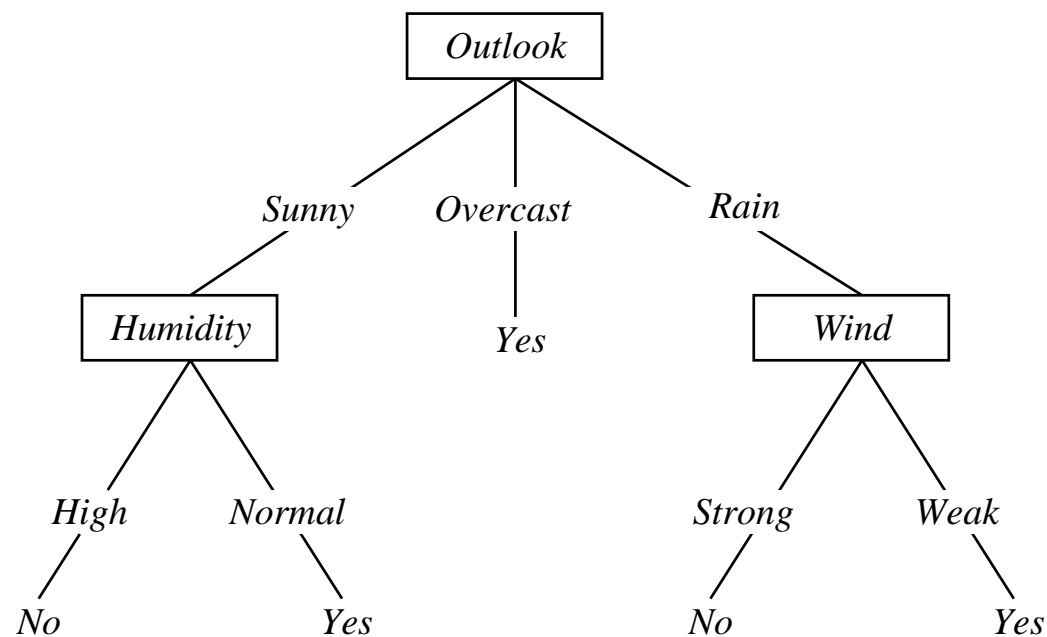 Outlook
Sunny Overcast Rain
Humidity Yes Wind
High Normal Strong Weak
No Yes No Yes